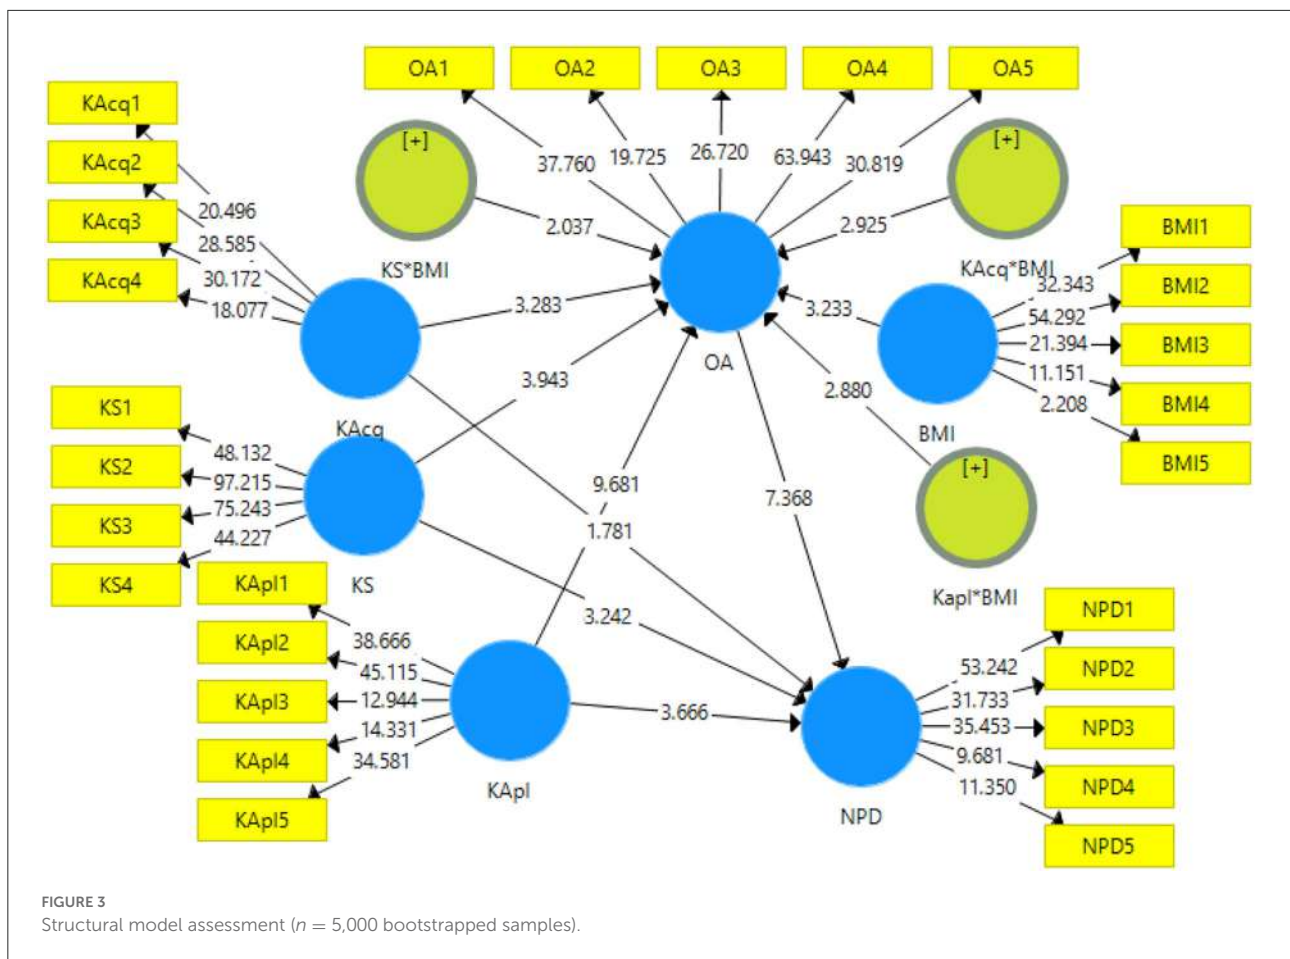 OA1
OA2
OA3
OA4
OA5
KAcq1
KAcq2
KAcq3
KAcq4
[+]
[+]
37.760
19.725
26.720
63.943
30.819
20.496
28.585
30.172
18.077
2.037
2.925
KS*BMI
KAcq*BMI
BMI1
BMI2
BMI3
BMI4
BMI5
32.343
54.292
21.394
11.151
2.208
3.283
3.233
OA
KAcq
BMI
3.943
2.880
KS1
KS2
KS3
KS4
48.132
97.215
75.243
44.227
KS
9.681
1.781
7.368
[+]
Kapl*BMI
3.242
KApl1
KApl2
KApl3
KApl4
KApl5
38.666
45.115
12.944
14.331
34.581
KApl
3.666
NPD
NPD1
NPD2
NPD3
NPD4
NPD5
53.242
31.733
35.453
9.681
11.350
FIGURE 3
Structural model assessment (n = 5,000 bootstrapped samples).